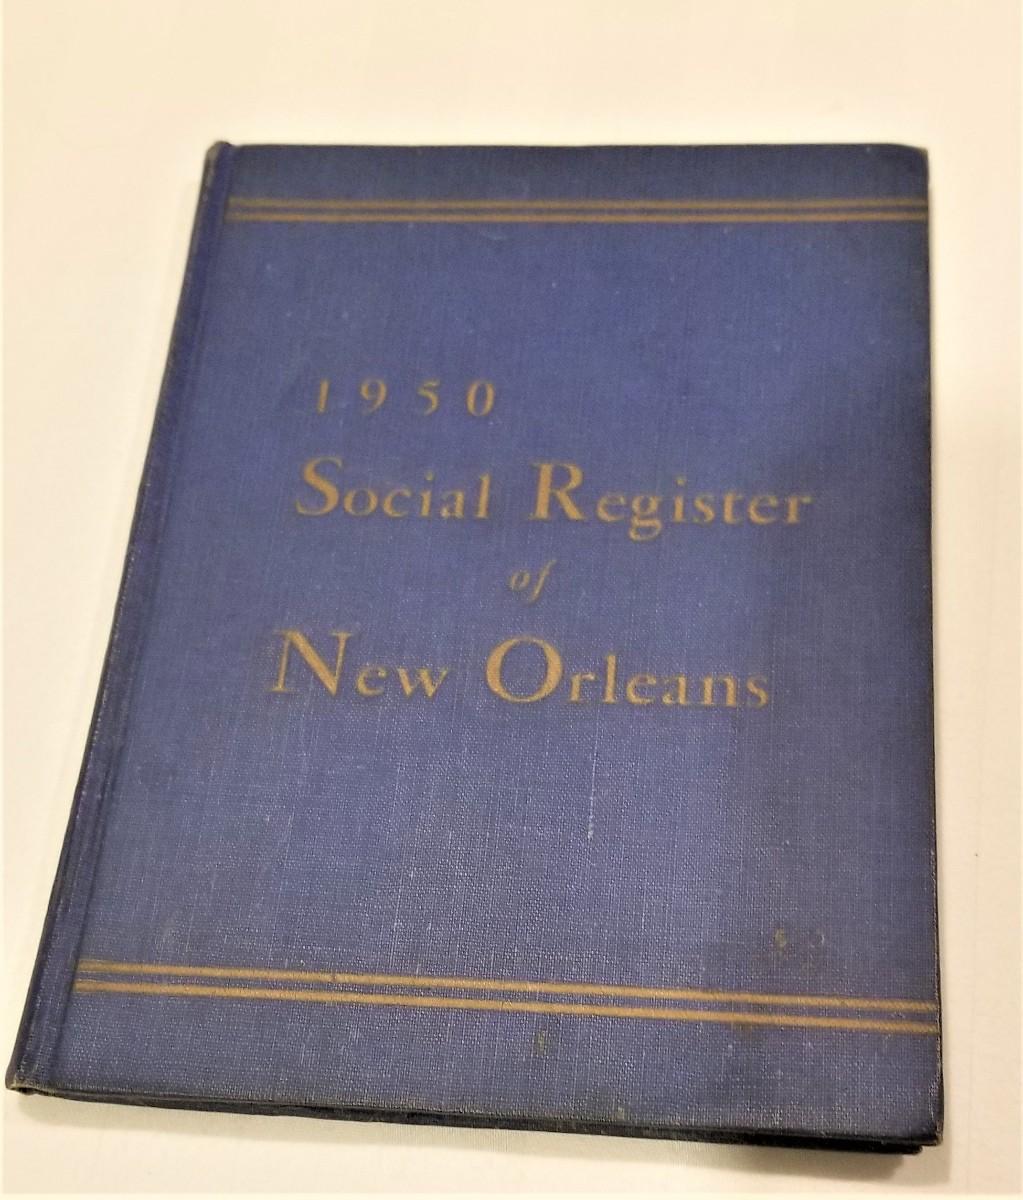 1950
Social Register
of
New Orleans